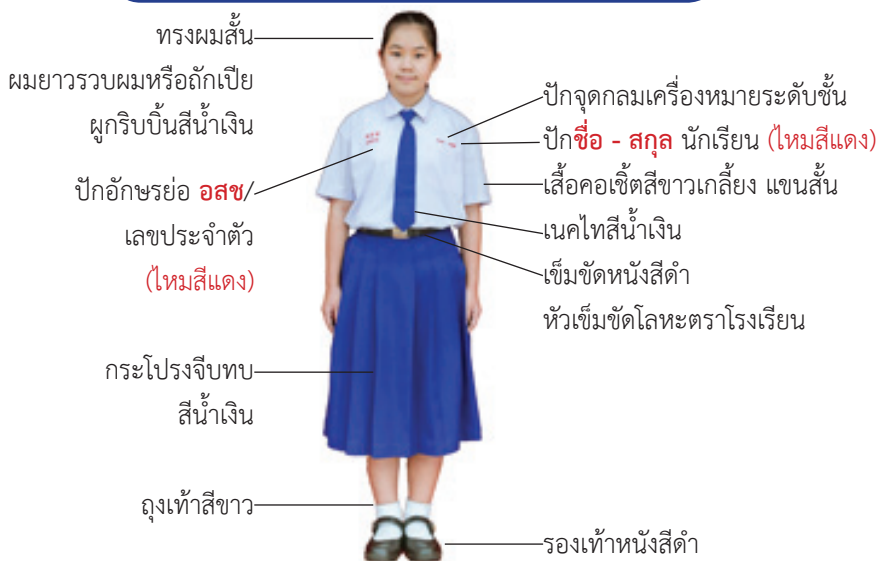 ทรงผมสั้น
ผมยาวรวบผมหรือถักเปีย
ผูกริบบิ้นสีน้ำเงิน
ปักอักษรย่อ อสช/
เลขประจำตัว
(ไหมสีแดง)
กระโปรงจีบทบ
สีน้ำเงิน
ถุงเท้าสีขาว
ปักจุดกลมเครื่องหมายระดับชั้น
ปักชื่อ - สกุล นักเรียน (ไหมสีแดง)
เสื้อคอเชิ้ตสีขาวเกลี้ยง แขนสั้น
เนคไทสีน้ำเงิน
เข็มขัดหนังสีดำ
หัวเข็มขัดโลหะตราโรงเรียน
รองเท้าหนังสีดำ